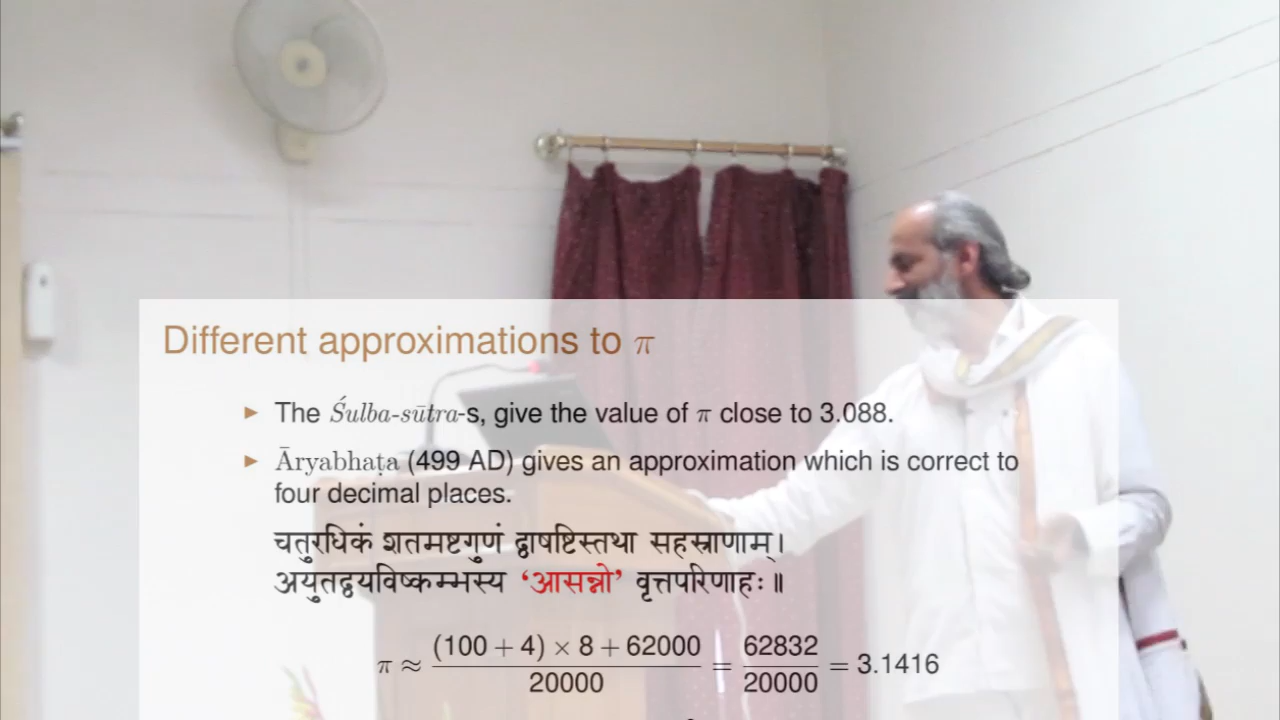 Different approximations to π
▶ The Śulba-sūtra-s, give the value of π close to 3.088.
▶ Āryabhaṭa (499 AD) gives an approximation which is correct to
four decimal places.
चतुरधिकं शतमष्टगुणं द्वाषष्टिस्तथा सहस्राणाम्।
अयुतद्वयविष्कम्भस्य ‘आसन्नो’ वृत्तपरिणाहः॥
π ≈ (100 + 4) × 8 + 62000 / 20000 = 62832 / 20000 = 3.1416